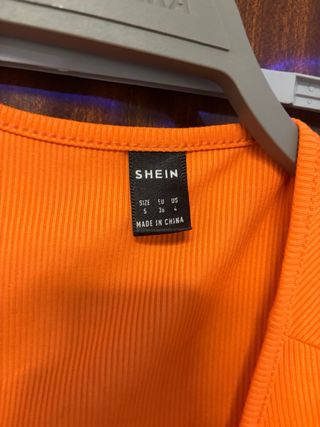 SHEIN
SIZE EU US
S 36 4
MADE IN CHINA